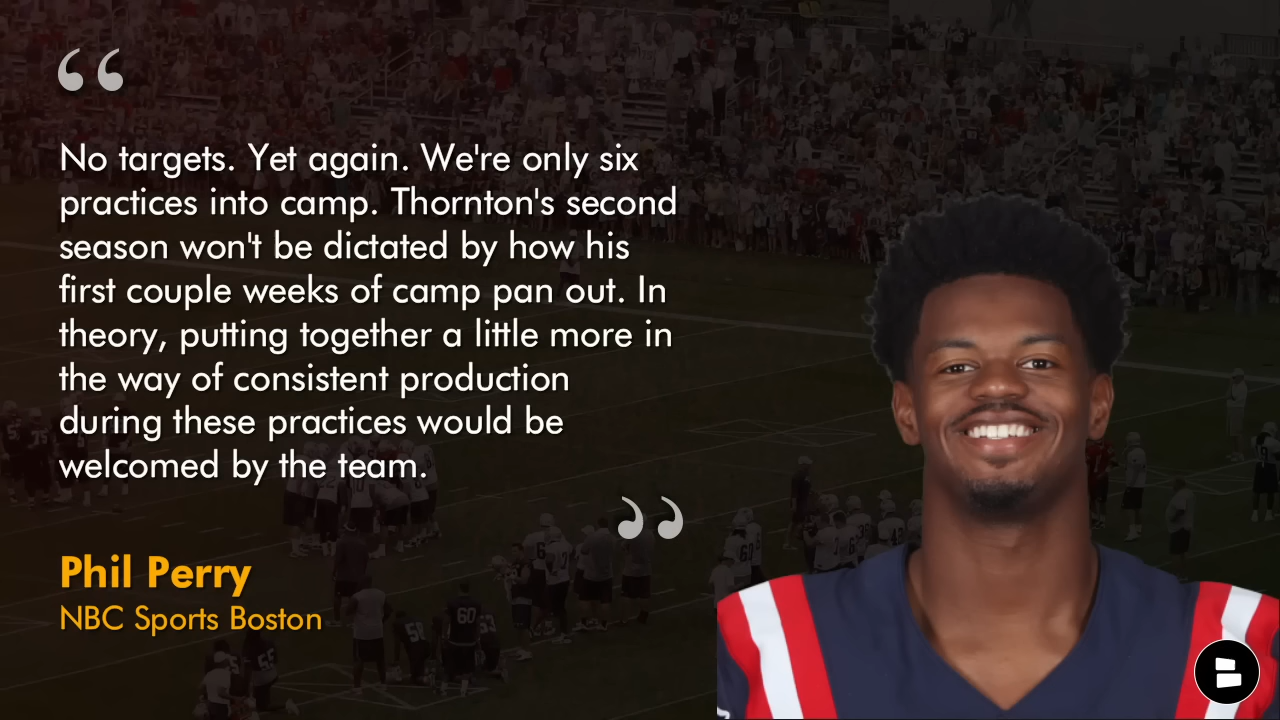 “
No targets. Yet again. We're only six
practices into camp. Thornton's second
season won't be dictated by how his
first couple weeks of camp pan out. In
theory, putting together a little more in
the way of consistent production
during these practices would be
welcomed by the team.
”
Phil Perry
NBC Sports Boston
60